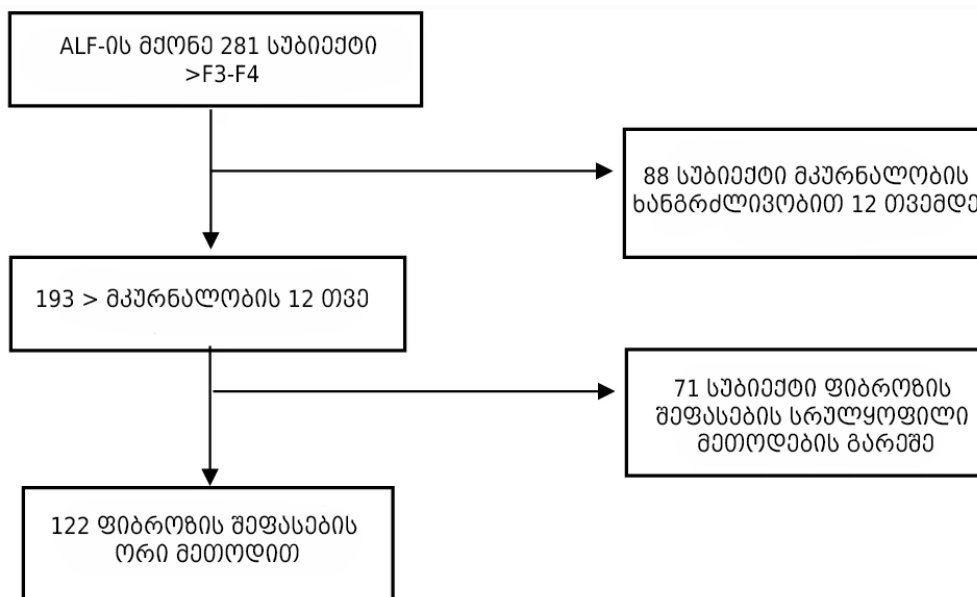 ALF-ის მქონე 281 სუბიექტი
>F3-F4
88 სუბიექტი მკურნალობის
ხანგრძლივობით 12 თვემდე
193 > მკურნალობის 12 თვე
71 სუბიექტი ფიბროზის
შეფასების სრულყოფილი
მეთოდების გარეშე
122 ფიბროზის შეფასების
ორი მეთოდით